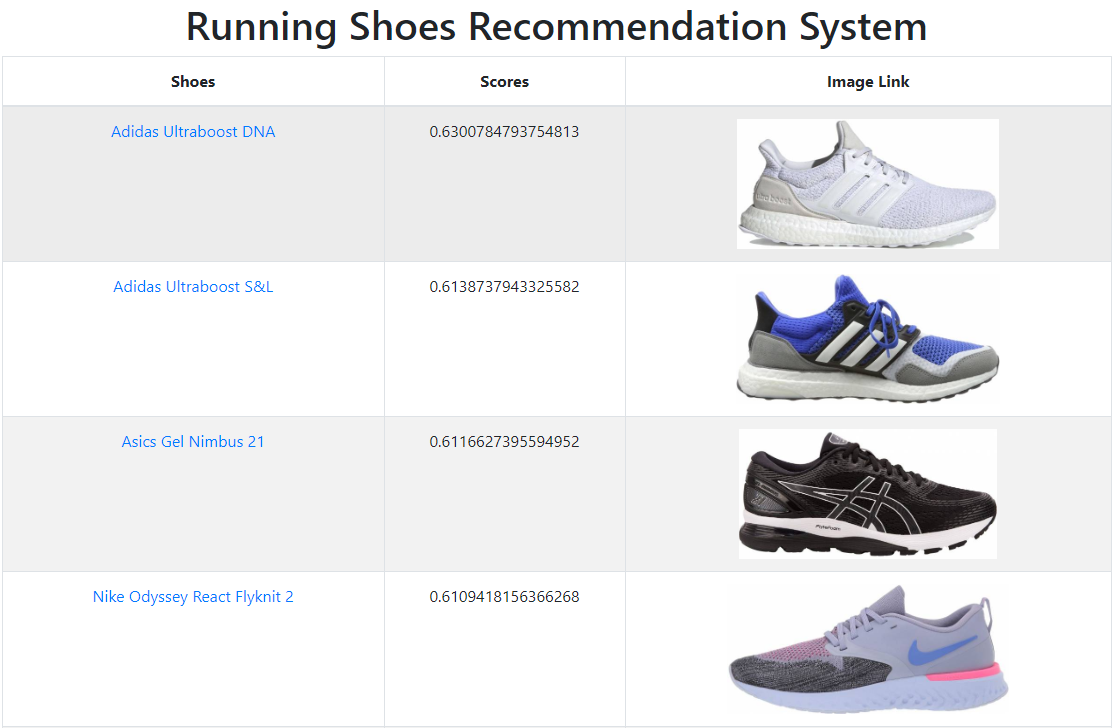 Running Shoes Recommendation System
Shoes Scores Image Link
Adidas Ultraboost DNA 0.6300784793754813
Adidas Ultraboost S&L 0.6138737943325582
Asics Gel Nimbus 21 0.6116627395594952
Nike Odyssey React Flyknit 2 0.6109418156366268